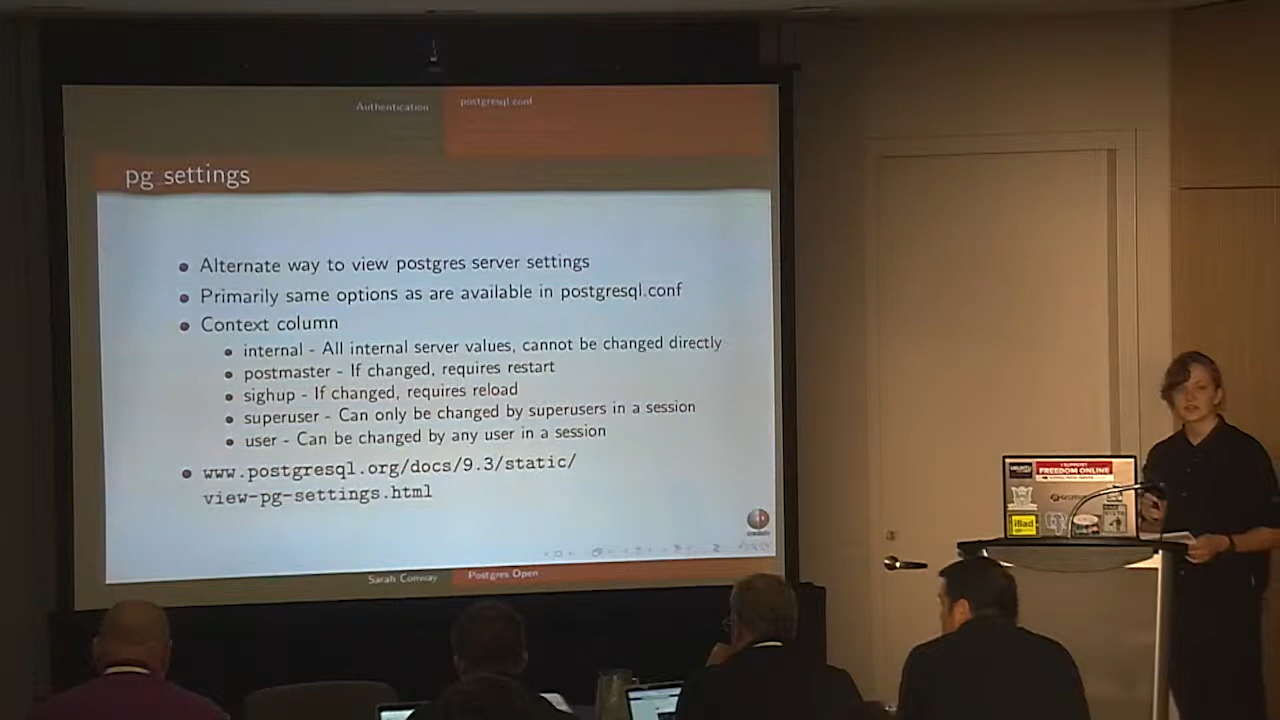 Authentication
postgresql.conf
pg settings
Alternate way to view postgres server settings
Primarily same options as are available in postgresql.conf
Context column
internal - All internal server values, cannot be changed directly
postmaster - If changed, requires restart
sighup - If changed, requires reload
superuser - Can only be changed by superusers in a session
user - Can be changed by any user in a session
www.postgresql.org/docs/9.3/static/
view-pg-settings.html
Sarah Conway
Postgres Open
I SUPPORT
FREEDOM ONLINE